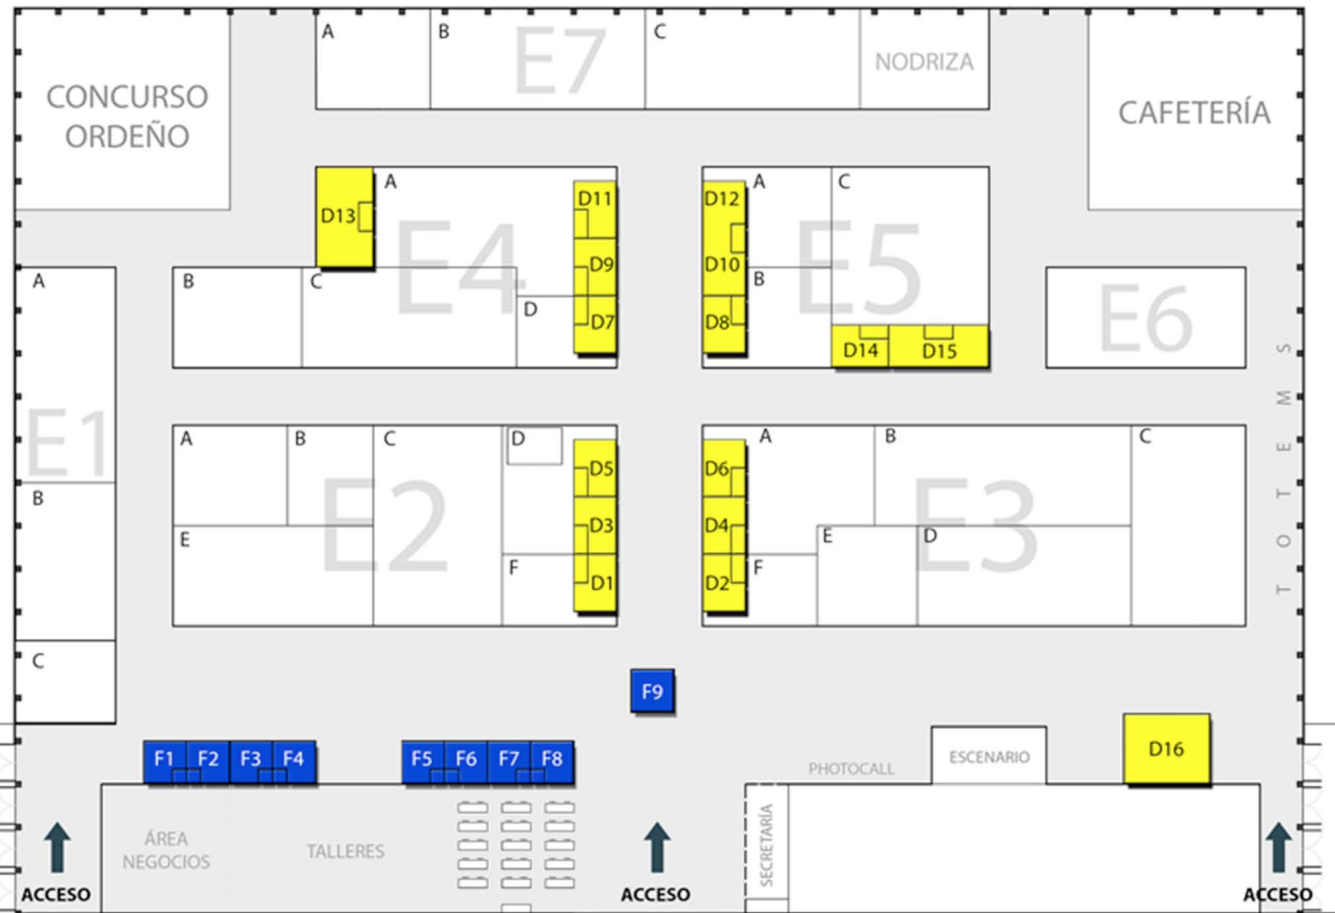 A
B
E7
C
NODRIZA
CONCURSO
ORDEÑO
CAFETERÍA
D13
A
E4
D11
D9
D7
B
C
D
D12
D10
D8
A
B
C
E5
D14
D15
E6
TOTEMS
A
E1
B
C
A
B
C
D
E2
E
F
D5
D3
D1
D6
D4
D2
A
B
C
E3
E
D
F
F9
F1
F2
F3
F4
F5
F6
F7
F8
PHOTOCALL
ESCENARIO
D16
ÁREA
NEGOCIOS
TALLERES
SECRETARÍA
ACCESO
ACCESO
ACCESO